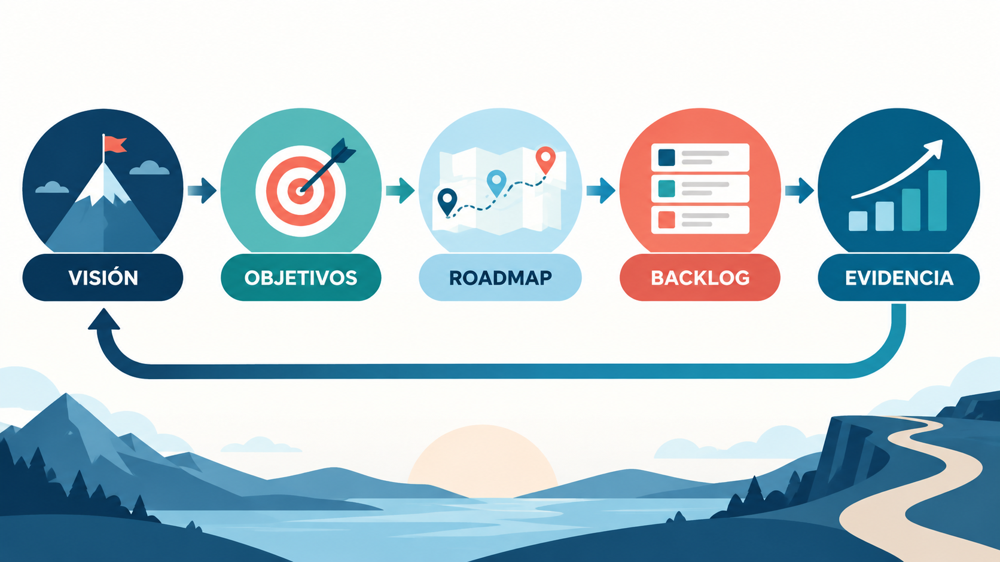 VISIÓN
OBJETIVOS
ROADMAP
BACKLOG
EVIDENCIA